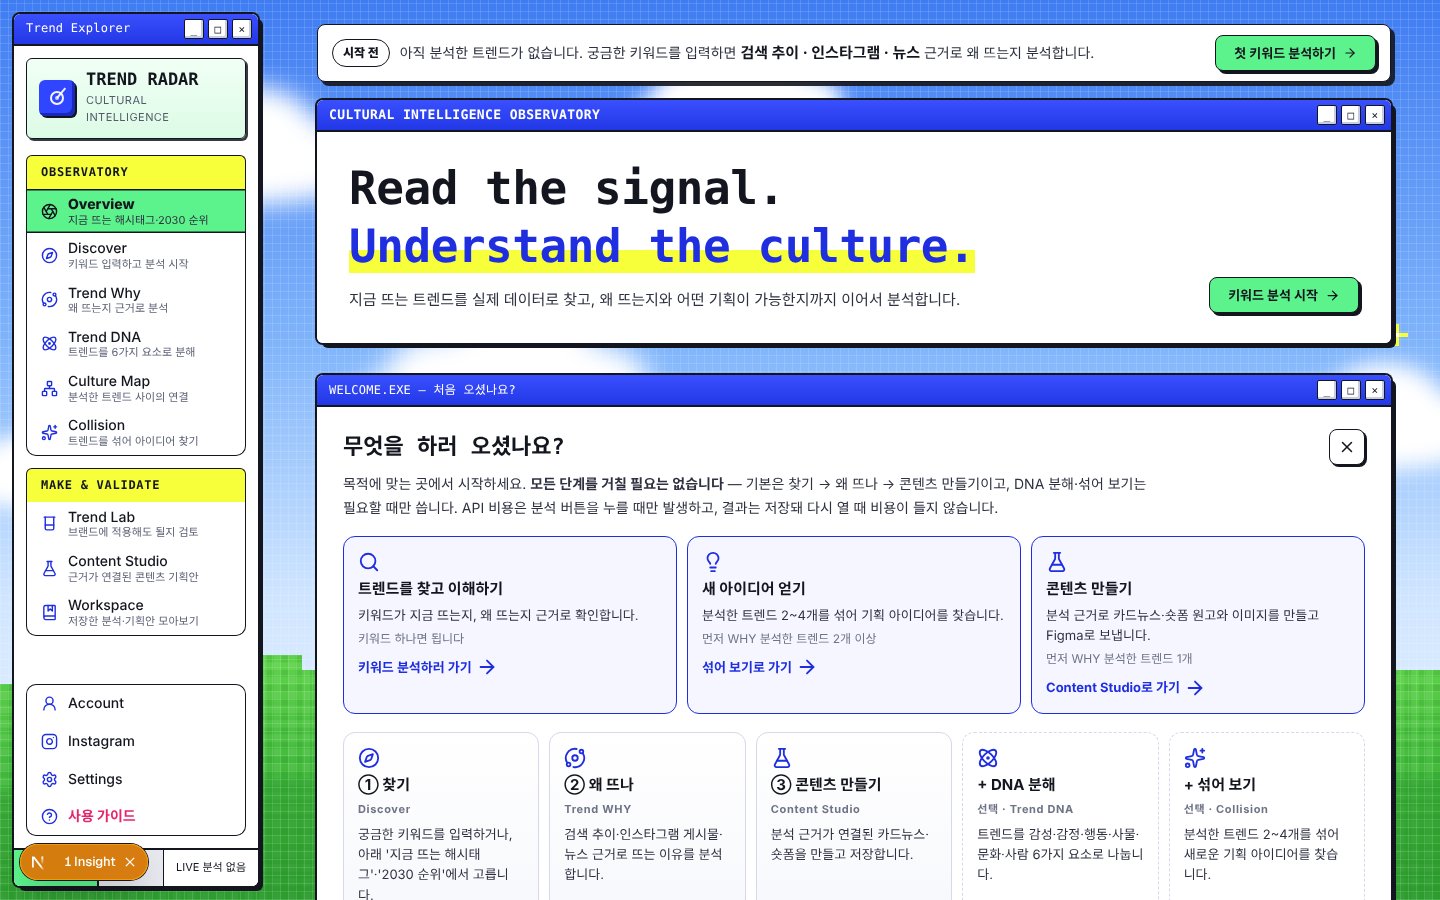 Trend Explorer
TREND RADAR
CULTURAL
INTELLIGENCE
OBSERVATORY
Overview
지금 뜨는 해시태그·2030 순위
Discover
키워드 입력하고 분석 시작
Trend Why
왜 뜨는지 근거로 분석
Trend DNA
트렌드를 6가지 요소로 분해
Culture Map
분석한 트렌드 사이의 연결
Collision
트렌드를 섞어 아이디어 찾기
MAKE & VALIDATE
Trend Lab
브랜드에 적용해도 될지 검토
Content Studio
근거가 연결된 콘텐츠 기획안
Workspace
저장한 분석·기획안 모아보기
Account
Instagram
Settings
사용 가이드
1 Insight
LIVE 분석 없음
시작 전 아직 분석한 트렌드가 없습니다. 궁금한 키워드를 입력하면 검색 추이 · 인스타그램 · 뉴스 근거로 왜 뜨는지 분석합니다.
첫 키워드 분석하기 →
CULTURAL INTELLIGENCE OBSERVATORY
Read the signal.
Understand the culture.
지금 뜨는 트렌드를 실제 데이터로 찾고, 왜 뜨는지와 어떤 기획이 가능한지까지 이어서 분석합니다.
키워드 분석 시작 →
WELCOME.EXE — 처음 오셨나요?
무엇을 하러 오셨나요?
목적에 맞는 곳에서 시작하세요. 모든 단계를 거칠 필요는 없습니다 — 기본은 찾기 → 왜 뜨나 → 콘텐츠 만들기이고, DNA 분해·섞어 보기는
필요할 때만 씁니다. API 비용은 분석 버튼을 누를 때만 발생하고, 결과는 저장돼 다시 열 때 비용이 들지 않습니다.
트렌드를 찾고 이해하기
키워드가 지금 뜨는지, 왜 뜨는지 근거로 확인합니다.
키워드 하나면 됩니다
키워드 분석하러 가기 →
새 아이디어 얻기
분석한 트렌드 2~4개를 섞어 기획 아이디어를 찾습니다.
먼저 WHY 분석한 트렌드 2개 이상
섞어 보기로 가기 →
콘텐츠 만들기
분석 근거로 카드뉴스·숏폼 원고와 이미지를 만들고
Figma로 보냅니다.
먼저 WHY 분석한 트렌드 1개
Content Studio로 가기 →
① 찾기
Discover
궁금한 키워드를 입력하거나,
아래 '지금 뜨는 해시태
그'·'2030 순위'에서 고릅니
다.
② 왜 뜨나
Trend WHY
검색 추이·인스타그램 게시물·
뉴스 근거로 뜨는 이유를 분석
합니다.
③ 콘텐츠 만들기
Content Studio
분석 근거가 연결된 카드뉴스·
숏폼을 만들고 저장합니다.
+ DNA 분해
선택 · Trend DNA
트렌드를 감성·감정·행동·사물·
문화·사람 6가지 요소로 나눕니
다.
+ 섞어 보기
선택 · Collision
분석한 트렌드 2~4개를 섞어
새로운 기획 아이디어를 찾습
니다.